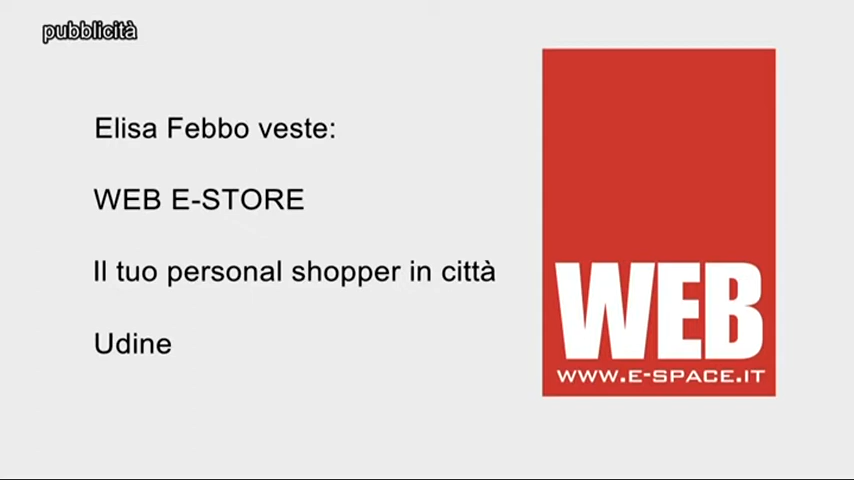 pubblicità
Elisa Febbo veste:
WEB E-STORE
Il tuo personal shopper in città
Udine
WEB
WWW.E-SPACE.IT